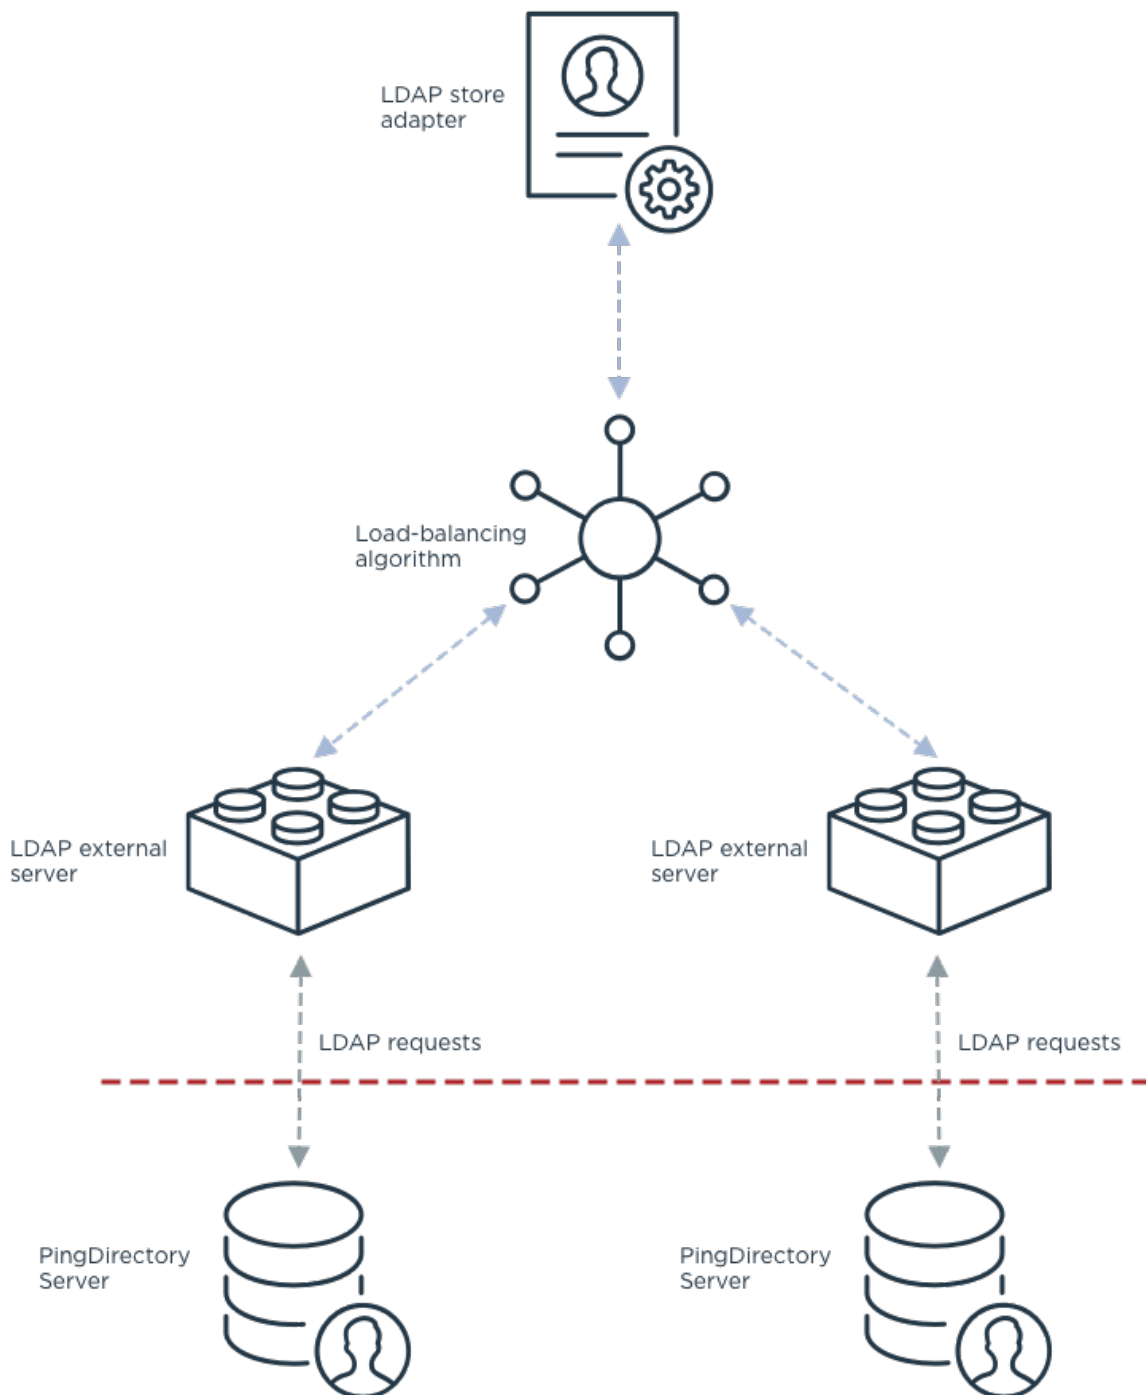 LDAP store
adapter
Load-balancing
algorithm
LDAP external
server
LDAP external
server
LDAP requests
LDAP requests
PingDirectory
Server
PingDirectory
Server